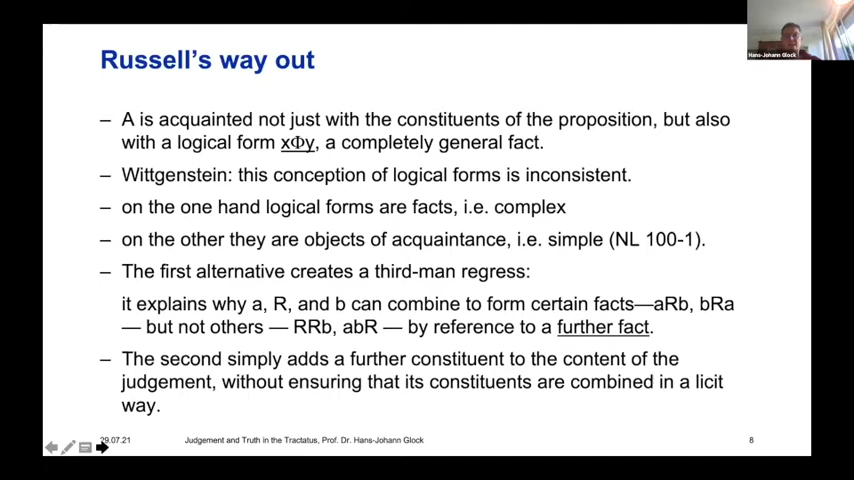 Russell's way out
– A is acquainted not just with the constituents of the proposition, but also
with a logical form xΦy, a completely general fact.
– Wittgenstein: this conception of logical forms is inconsistent.
– on the one hand logical forms are facts, i.e. complex
– on the other they are objects of acquaintance, i.e. simple (NL 100-1).
– The first alternative creates a third-man regress:
it explains why a, R, and b can combine to form certain facts—aRb, bRa
— but not others — RRb, abR — by reference to a further fact.
– The second simply adds a further constituent to the content of the
judgement, without ensuring that its constituents are combined in a licit
way.
29.07.21 Judgement and Truth in the Tractatus, Prof. Dr. Hans-Johann Glock 8
Hans-Johann Glock